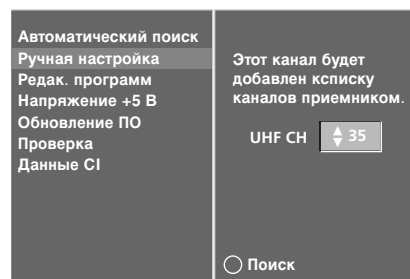 Автоматический поиск
Ручная настройка
Редак. программ
Напряжение +5 В
Обновление ПО
Проверка
Данные CI
Этот канал будет
добавлен ксписку
каналов приемником.
UHF CH 35
Поиск